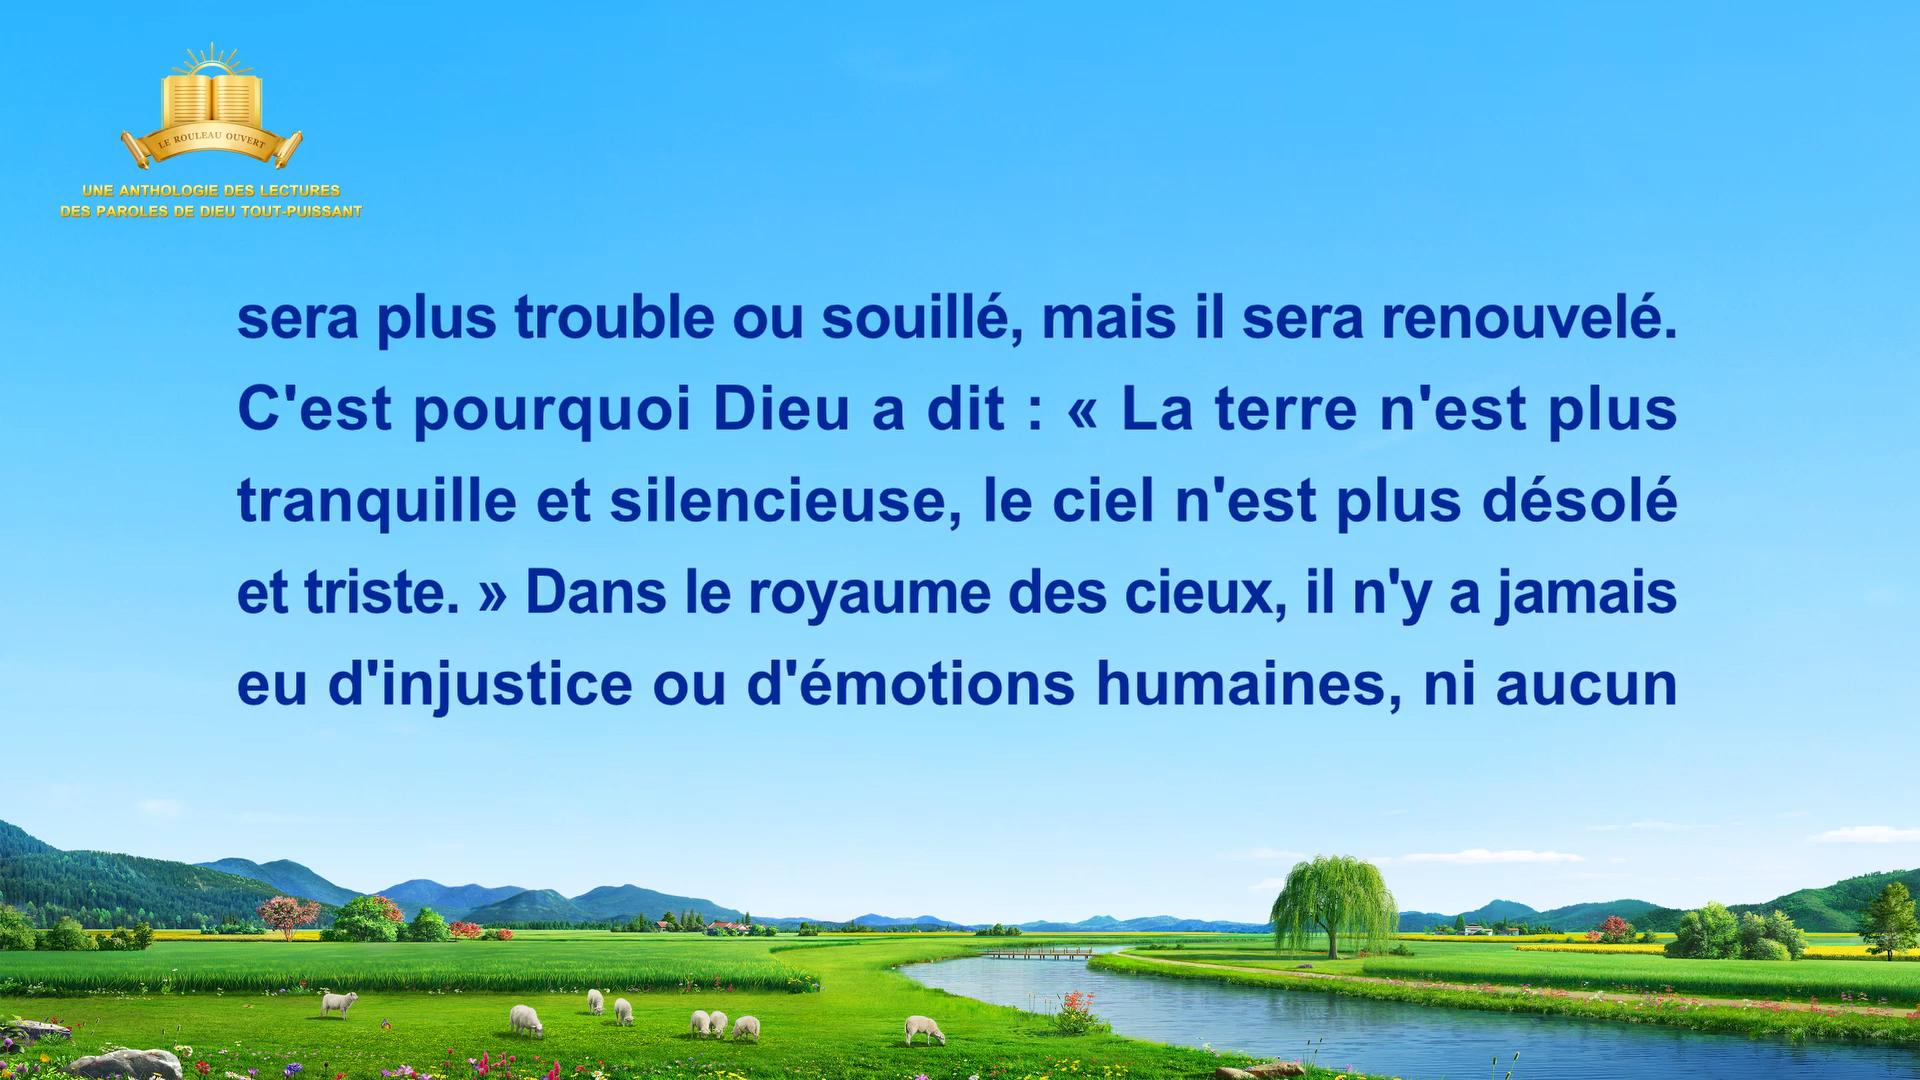 LE ROULEAU OUVERT
UNE ANTHOLOGIE DES LECTURES
DES PAROLES DE DIEU TOUT-PUISSANT
sera plus trouble ou souillé, mais il sera renouvelé.
C'est pourquoi Dieu a dit : « La terre n'est plus
tranquille et silencieuse, le ciel n'est plus désolé
et triste. » Dans le royaume des cieux, il n'y a jamais
eu d'injustice ou d'émotions humaines, ni aucun